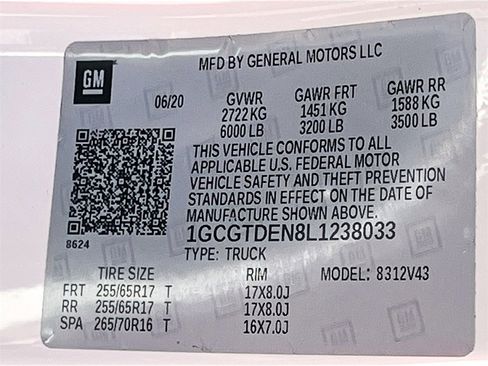 GM
MFD BY GENERAL MOTORS LLC
06/20 GVWR GAWR FRT GAWR RR
2722 KG 1451 KG 1588 KG
6000 LB 3200 LB 3500 LB
THIS VEHICLE CONFORMS TO ALL
APPLICABLE U.S. FEDERAL MOTOR
VEHICLE SAFETY AND THEFT PREVENTION
STANDARDS IN EFFECT ON THE DATE OF
MANUFACTURE SHOWN ABOVE.
8624
1GCGTDEN8L1238033
TYPE: TRUCK
TIRE SIZE RIM MODEL: 8312V43
FRT 255/65R17 T 17X8.0J
RR 255/65R17 T 17X8.0J
SPA 265/70R16 T 16X7.0J